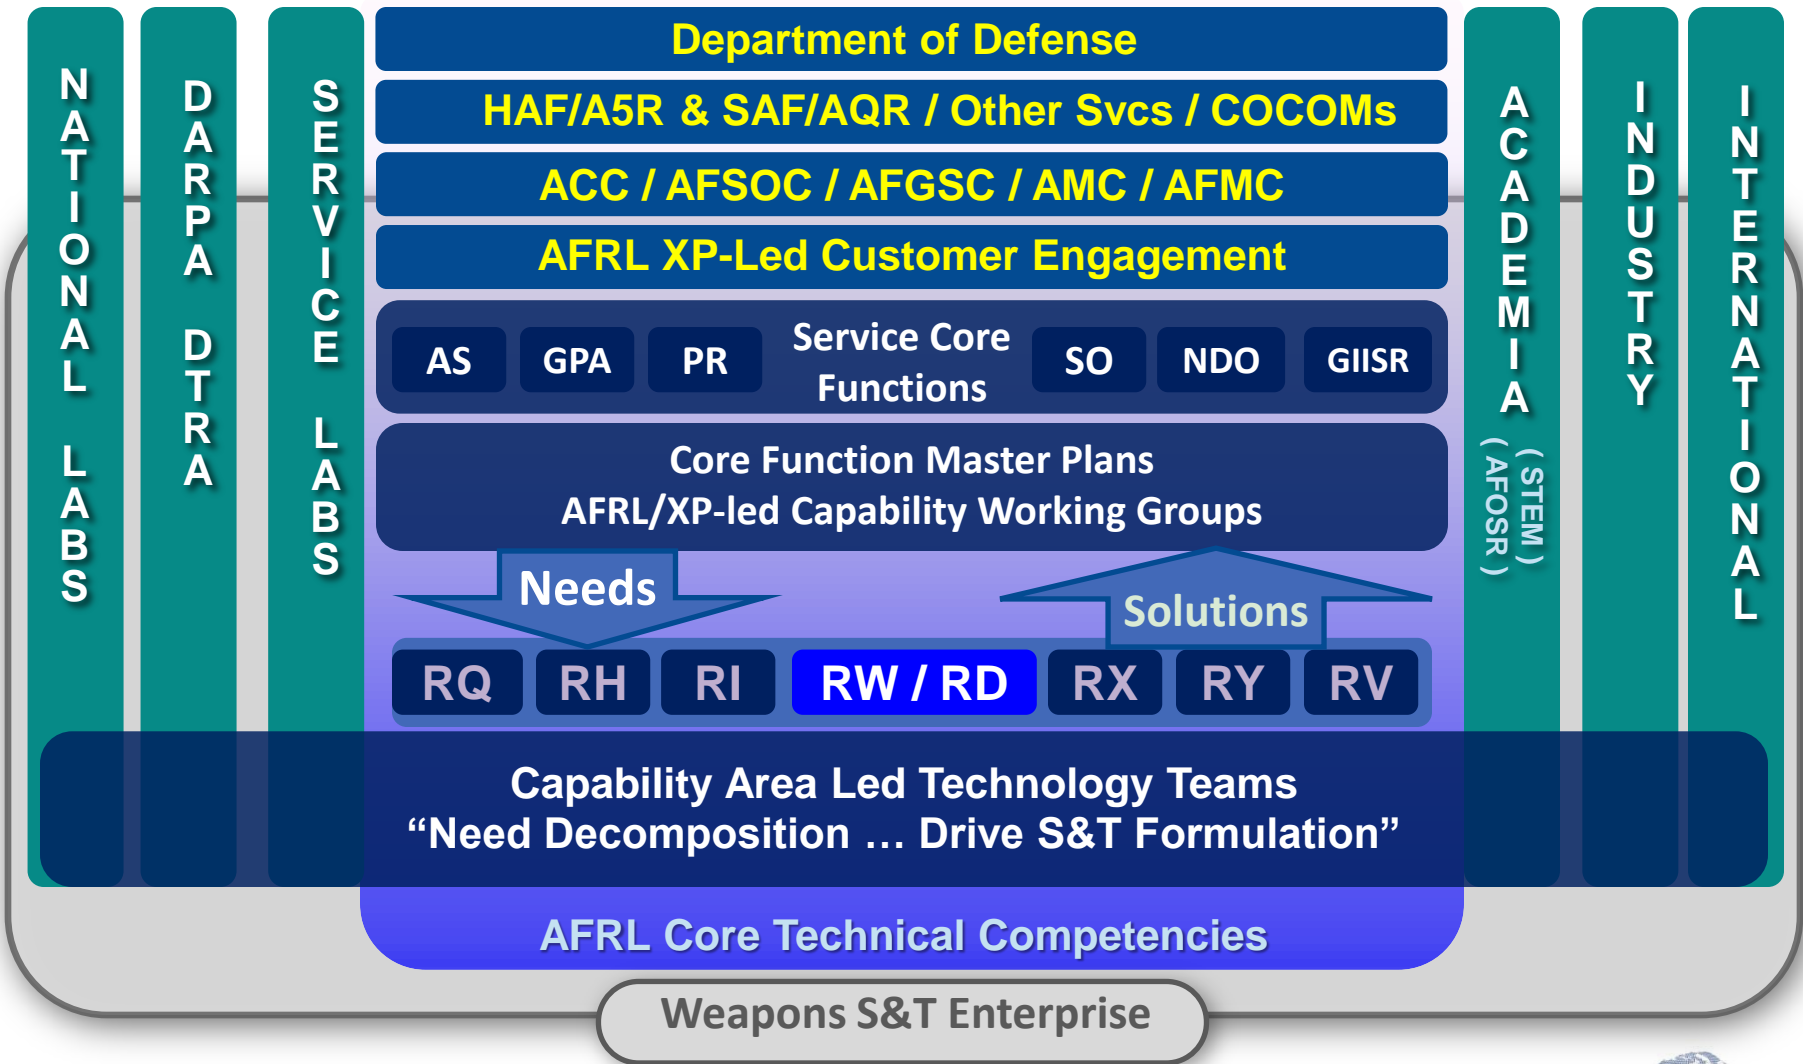 NATIONAL LABS
DARPA DTRA
SERVICE LABS
Department of Defense
HAF/A5R & SAF/AQR / Other Svcs / COCOMs
ACC / AFSOC / AFGSC / AMC / AFMC
AFRL XP-Led Customer Engagement
AS GPA PR
Service Core
Functions
SO NDO GIISR
Core Function Master Plans
AFRL/XP-led Capability Working Groups
Needs
Solutions
RQ RH RI RW / RD RX RY RV
Capability Area Led Technology Teams
“Need Decomposition … Drive S&T Formulation”
AFRL Core Technical Competencies
ACADEMIA
( STEM )
( AFOSR )
INDUSTRY
INTERNATIONAL
Weapons S&T Enterprise